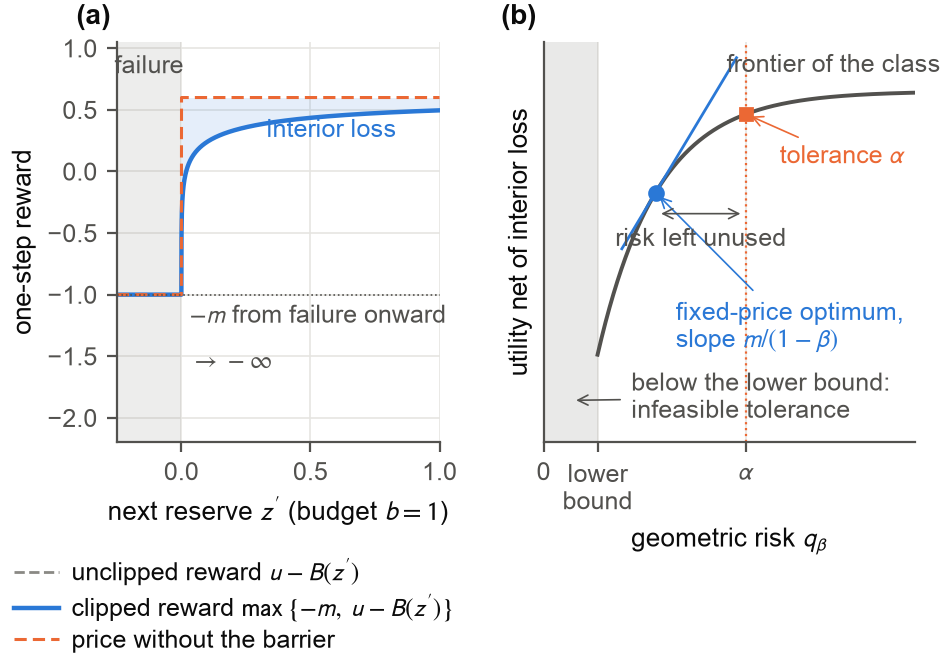 (a)
failure
interior loss
−m from failure onward
→ −∞
1.0
0.5
0.0
−0.5
−1.0
−1.5
−2.0
one-step reward
0.0 0.5 1.0
next reserve z′ (budget b = 1)
unclipped reward u − B(z′)
clipped reward max {−m, u − B(z′)}
price without the barrier
(b)
frontier of the class
tolerance α
risk left unused
fixed-price optimum,
slope m/(1 − β)
below the lower bound:
infeasible tolerance
utility net of interior loss
0 lower α
bound
geometric risk qβ